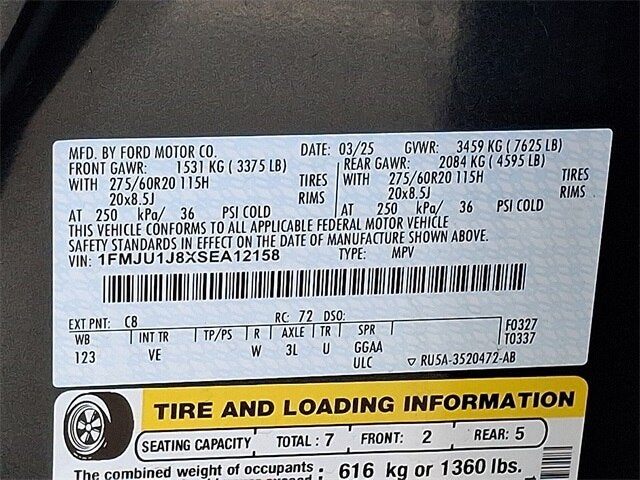 MFD. BY FORD MOTOR CO. DATE: 03/25 GVWR: 3459 KG ( 7625 LB)
FRONT GAWR: 1531 KG ( 3375 LB) REAR GAWR: 2084 KG ( 4595 LB)
WITH 275/60R20 115H TIRES WITH 275/60R20 115H TIRES
20x8.5J RIMS 20x8.5J RIMS
AT 250 kPa/ 36 PSI COLD AT 250 kPa/ 36 PSI COLD
THIS VEHICLE CONFORMS TO ALL APPLICABLE FEDERAL MOTOR VEHICLE
SAFETY STANDARDS IN EFFECT ON THE DATE OF MANUFACTURE SHOWN ABOVE.
VIN: 1FMJU1J8XSEA12158 TYPE: MPV
EXT PNT: C8 RC: 72 DSO:
WB INT TR TP/PS R AXLE TR SPR F0327
123 VE W 3L U GGAA T0337
ULC ▽ RU5A-3520472-AB
TIRE AND LOADING INFORMATION
SEATING CAPACITY TOTAL : 7 FRONT: 2 REAR: 5
The combined weight of occupants : 616 kg or 1360 lbs.